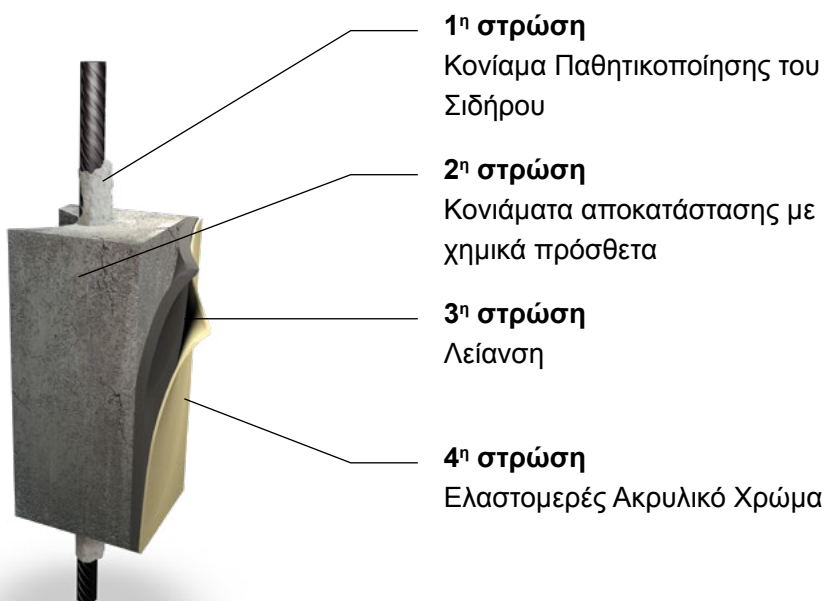 1η στρώση
Κονίαμα Παθητικοποίησης του
Σιδήρου
2η στρώση
Κονιάματα αποκατάστασης με
χημικά πρόσθετα
3η στρώση
Λείανση
4η στρώση
Ελαστομερές Ακρυλικό Χρώμα